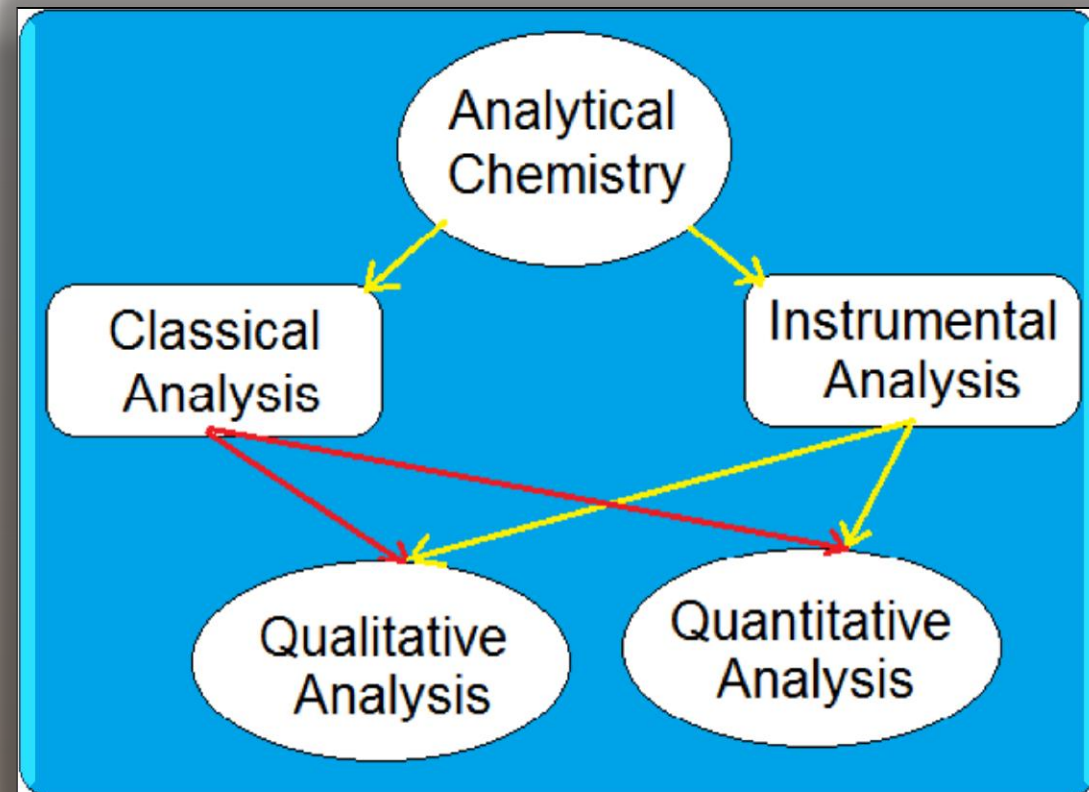 Analytical
Chemistry
Classical
Analysis
Instrumental
Analysis
Qualitative
Analysis
Quantitative
Analysis